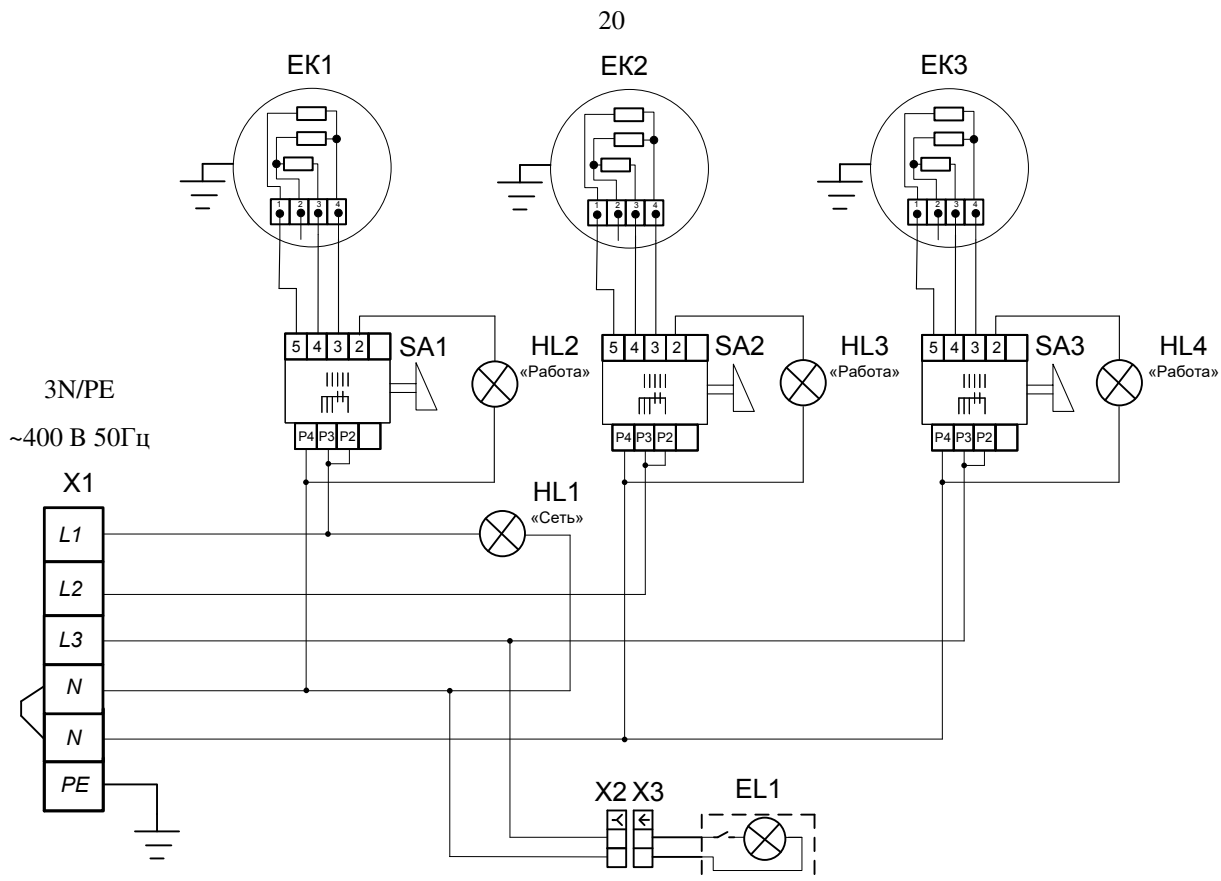 20
EK1 EK2 EK3
1 2 3 4 1 2 3 4 1 2 3 4
5 4 3 2 SA1 HL2 5 4 3 2 SA2 HL3 5 4 3 2 SA3 HL4
«Работа» «Работа» «Работа»
3N/PE
~400 В 50Гц
P4 P3 P2 P4 P3 P2 P4 P3 P2
X1
HL1
«Сеть»
L1
L2
L3
N
N
PE
X2 X3 EL1